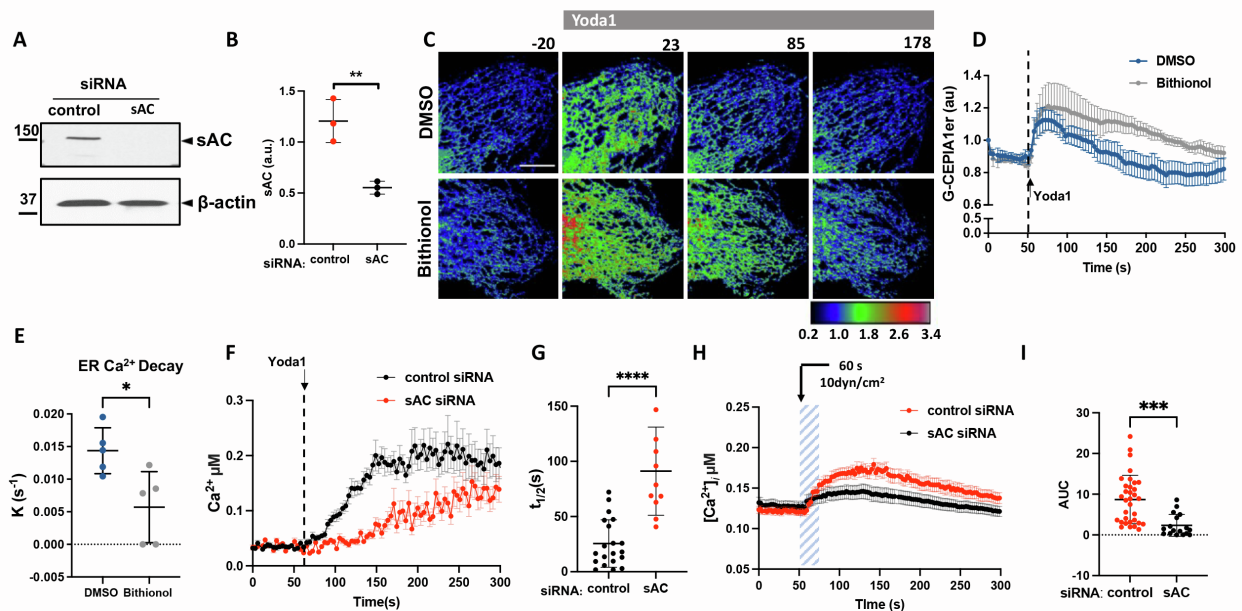 A
siRNA
control
sAC
150
sAC
37
β-actin
B
**
1.5
1.0
0.5
0.0
sAC (a.u.)
siRNA: control
sAC
C
Yoda1
-20
23
85
178
DMSO
Bithionol
0.2 1.0 1.8 2.6 3.4
D
DMSO
Bithionol
1.4
1.2
1.0
0.8
0.6
0.5
0.0
G-CEPIA1er (au)
Yoda1
0 50 100 150 200 250 300
Time (s)
E
ER Ca²⁺ Decay
*
0.020
0.015
0.010
0.005
0.000
-0.005
K (s⁻¹)
DMSO Bithionol
F
Yoda1
control siRNA
sAC siRNA
0.3
0.2
0.1
0.0
Ca²⁺ μM
0 50 100 150 200 250 300
Time(s)
G
****
150
100
50
0
t1/2(s)
siRNA: control
sAC
H
60 s
10dyn/cm²
control siRNA
sAC siRNA
0.25
0.20
0.15
0.10
0.05
[Ca²⁺]i μM
0 50 100 150 200 250 300
TIme (s)
I
***
30
20
10
0
-10
AUC
siRNA: control
sAC